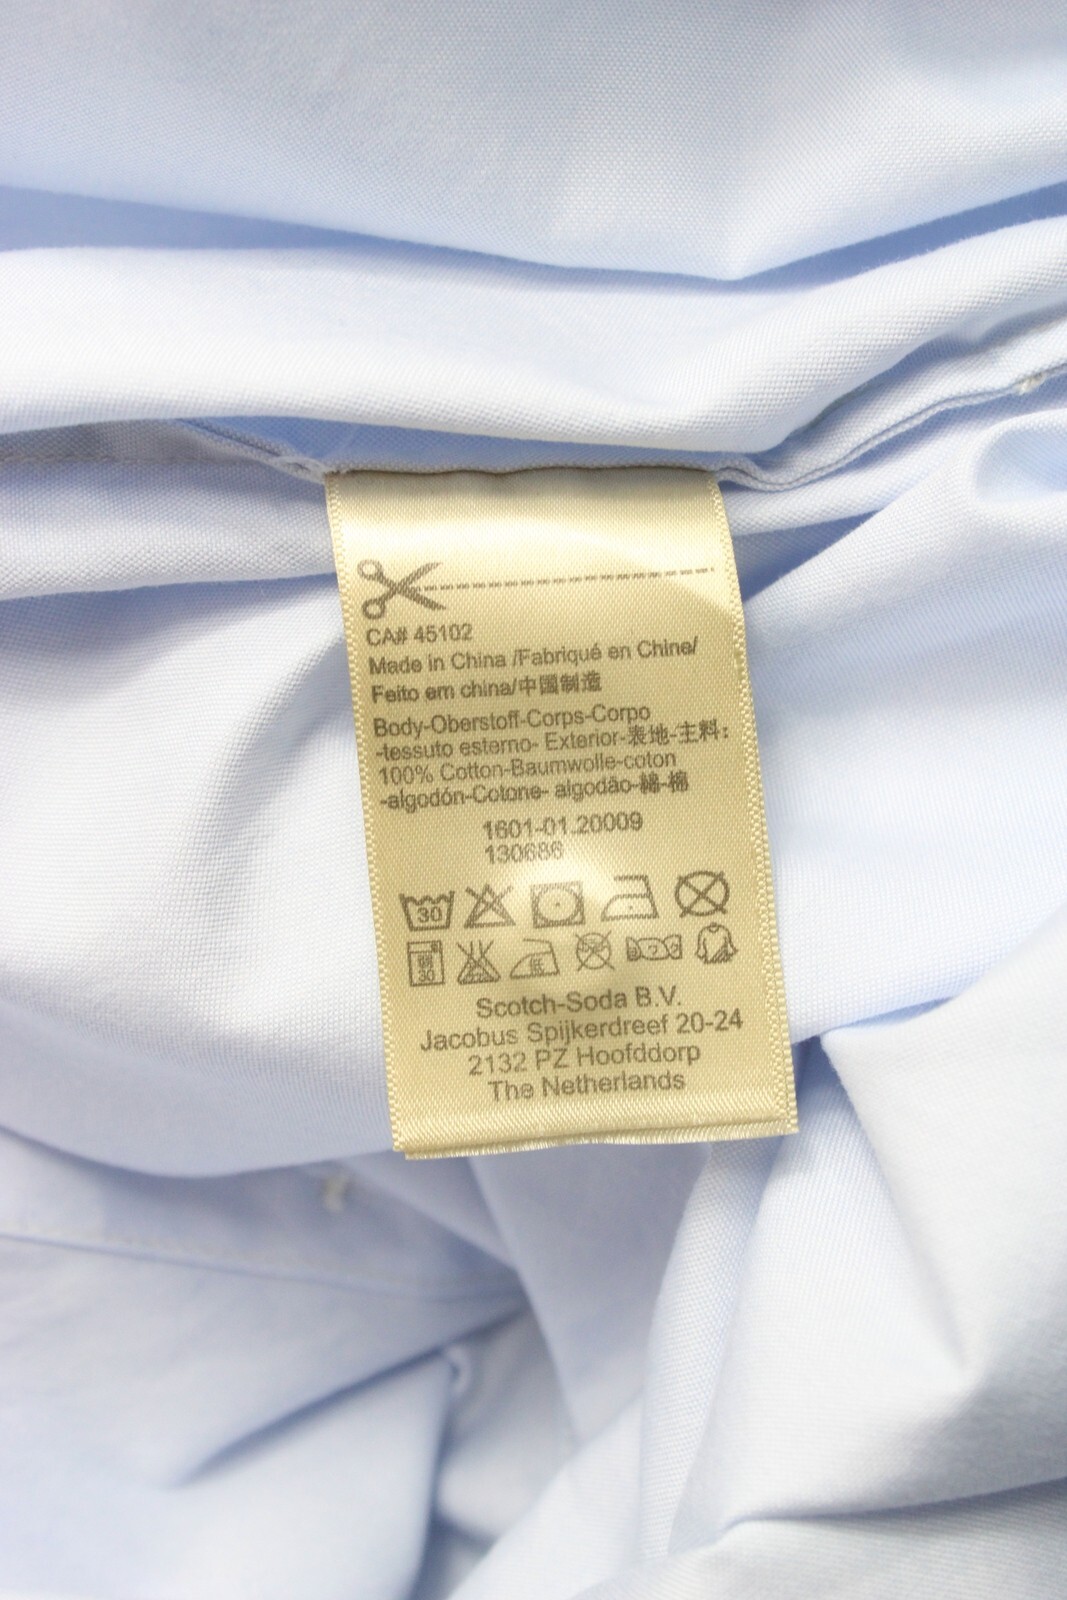 CA# 45102
Made in China /Fabriqué en Chine/
Feito em china/中国制造
Body-Oberstoff-Corps-Corpo
-tessuto esterno- Exterior-表地-主料:
100% Cotton-Baumwolle-coton
-algodón-Cotone- algodão-綿-棉
1601-01.20009
130686
30
30
低
Scotch-Soda B.V.
Jacobus Spijkerdreef 20-24
2132 PZ Hoofddorp
The Netherlands